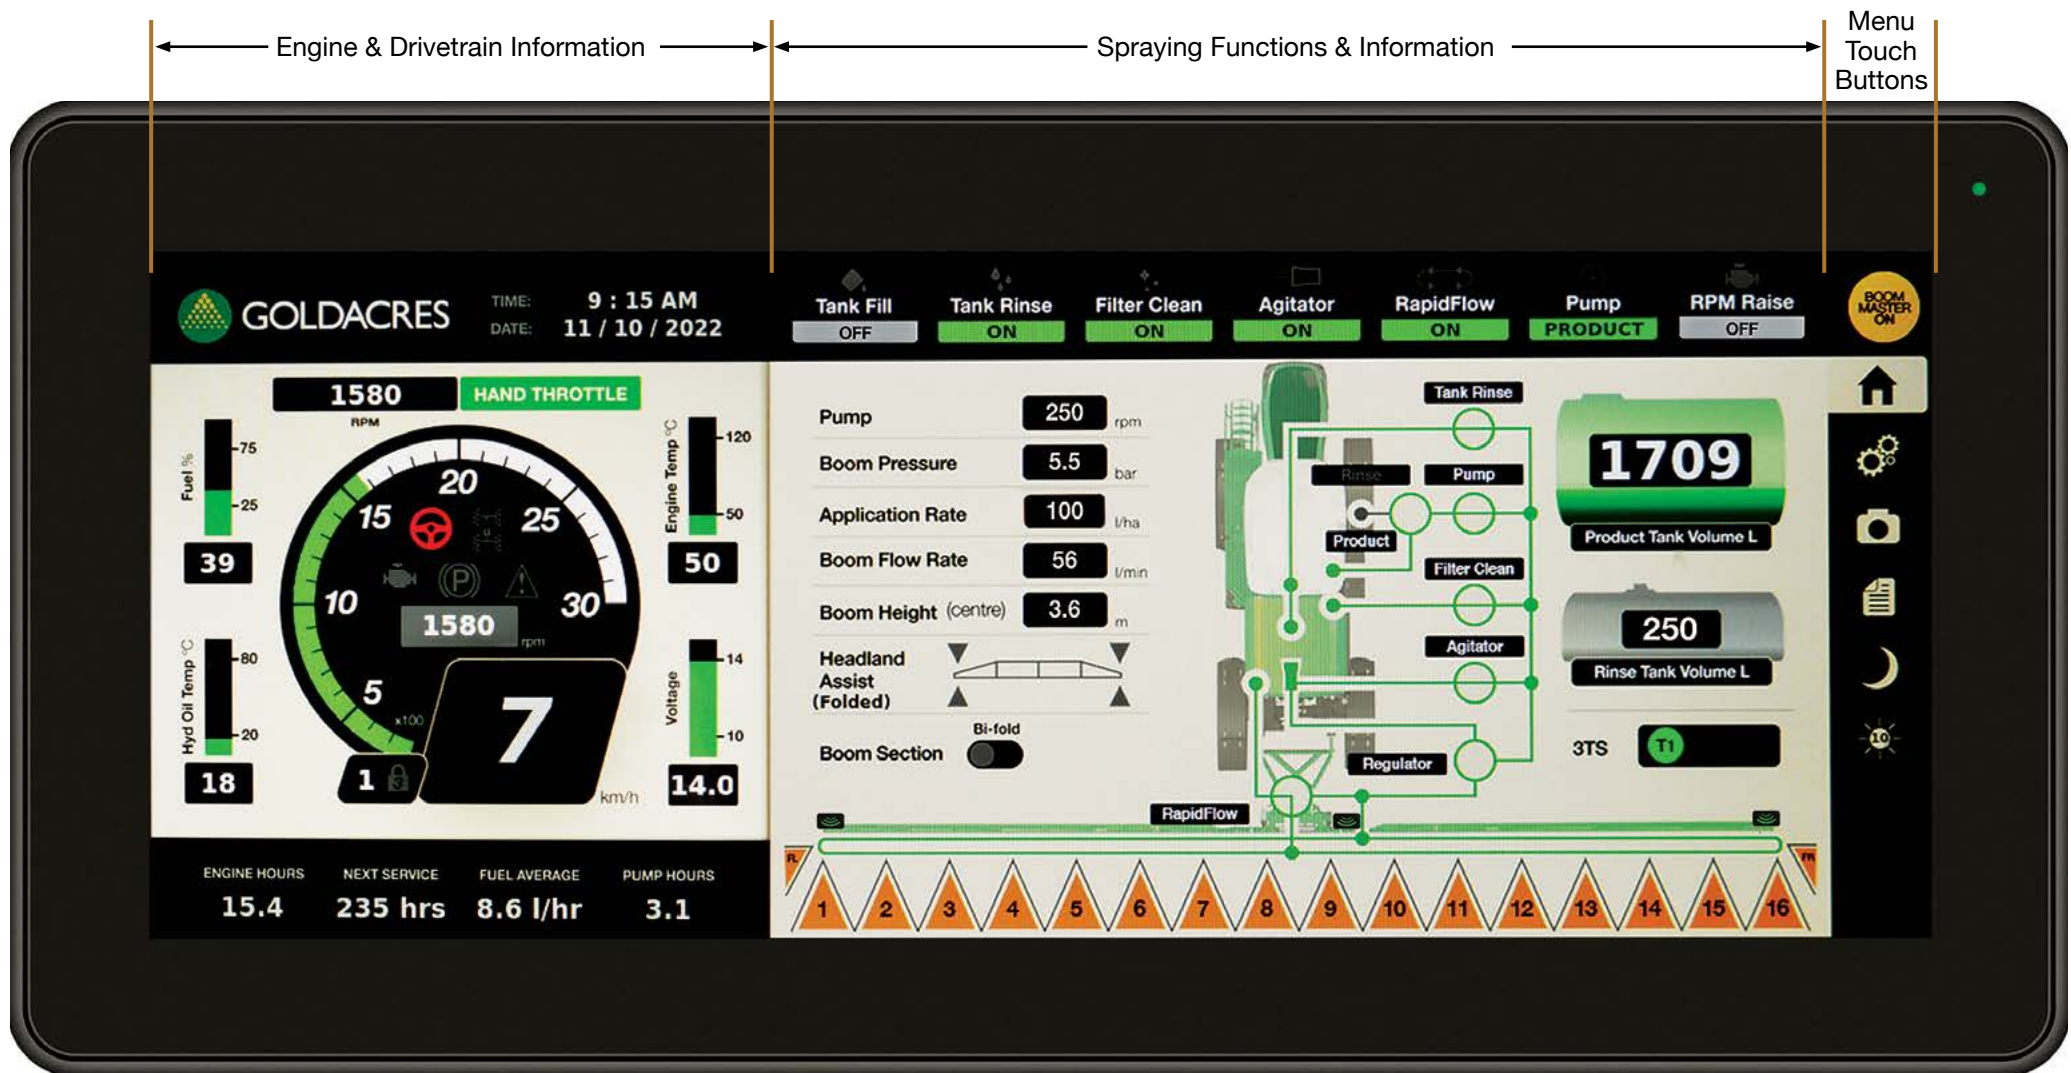 Engine & Drivetrain Information
Spraying Functions & Information
Menu
Touch
Buttons
GOLDACRES
TIME: 9 : 15 AM
DATE: 11 / 10 / 2022
Tank Fill
OFF
Tank Rinse
ON
Filter Clean
ON
Agitator
ON
RapidFlow
ON
Pump
PRODUCT
RPM Raise
OFF
BOOM
MASTER
ON
1580
RPM
HAND THROTTLE
Fuel %
75
25
39
Engine Temp °C
120
50
50
5
10
15
20
25
30
x100
P
1580
rpm
Hyd Oil Temp °C
80
20
18
Voltage
14
10
14.0
1
3
7
km/h
ENGINE HOURS
15.4
NEXT SERVICE
235 hrs
FUEL AVERAGE
8.6 l/hr
PUMP HOURS
3.1
Pump 250 rpm
Boom Pressure 5.5 bar
Application Rate 100 l/ha
Boom Flow Rate 56 l/min
Boom Height (centre) 3.6 m
Headland
Assist
(Folded)
Bi-fold
Boom Section
Tank Rinse
Rinse
Pump
Product
Filter Clean
Agitator
Regulator
RapidFlow
1709
Product Tank Volume L
250
Rinse Tank Volume L
3TS T1
10
FL 1 2 3 4 5 6 7 8 9 10 11 12 13 14 15 16 FR